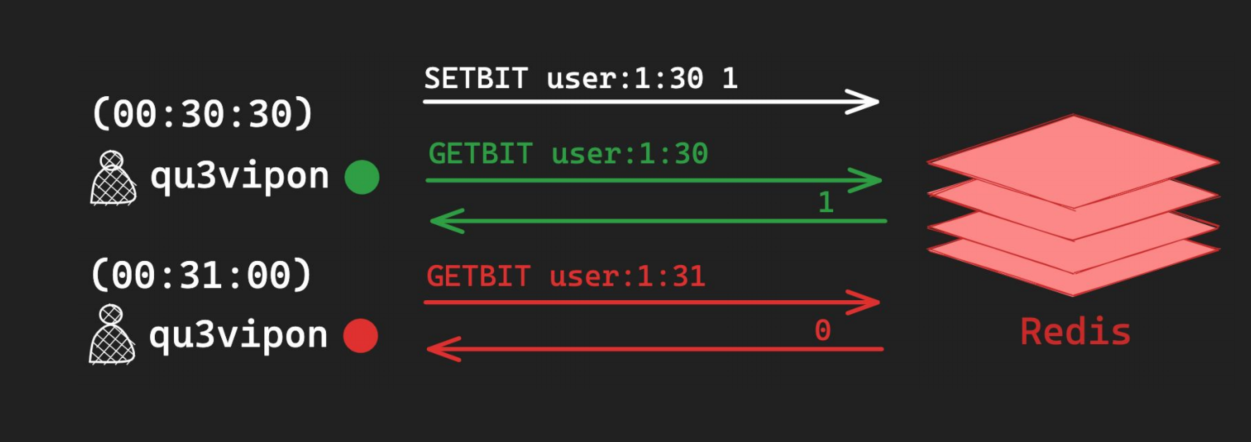 (00:30:30)
qu3vipon
SETBIT user:1:30 1
GETBIT user:1:30
1
(00:31:00)
qu3vipon
GETBIT user:1:31
0
Redis